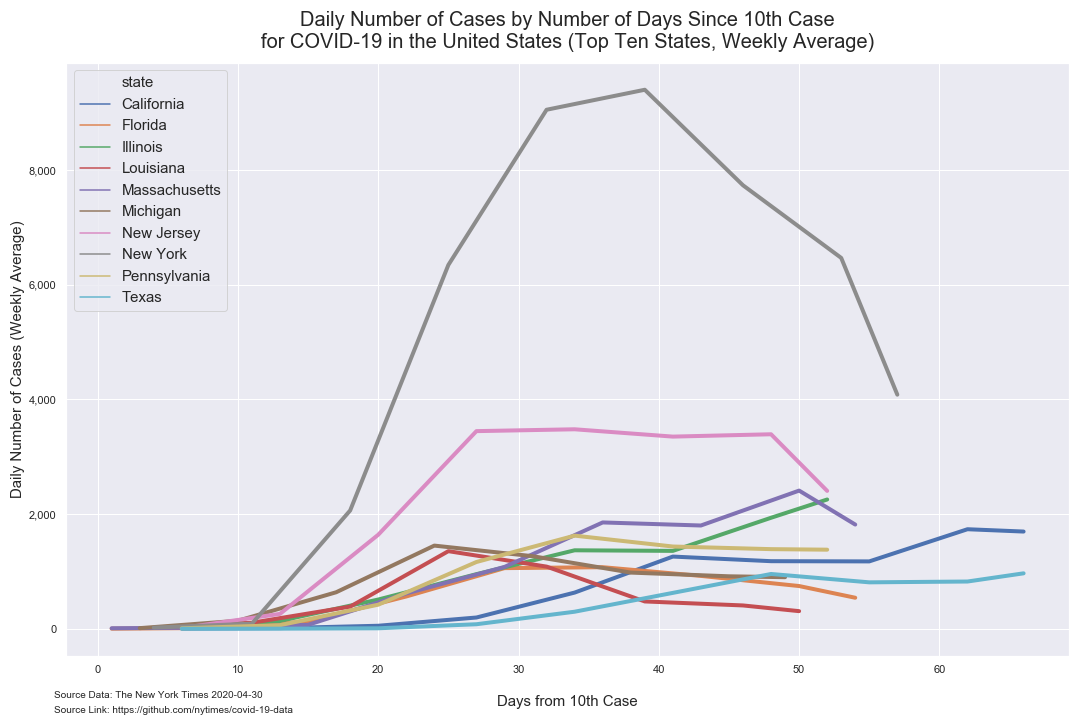 Daily Number of Cases by Number of Days Since 10th Case
for COVID-19 in the United States (Top Ten States, Weekly Average)
state
California
Florida
Illinois
Louisiana
Massachusetts
Michigan
New Jersey
New York
Pennsylvania
Texas
Daily Number of Cases (Weekly Average)
8,000
6,000
4,000
2,000
0
0 10 20 30 40 50 60
Days from 10th Case
Source Data: The New York Times 2020-04-30
Source Link: https://github.com/nytimes/covid-19-data